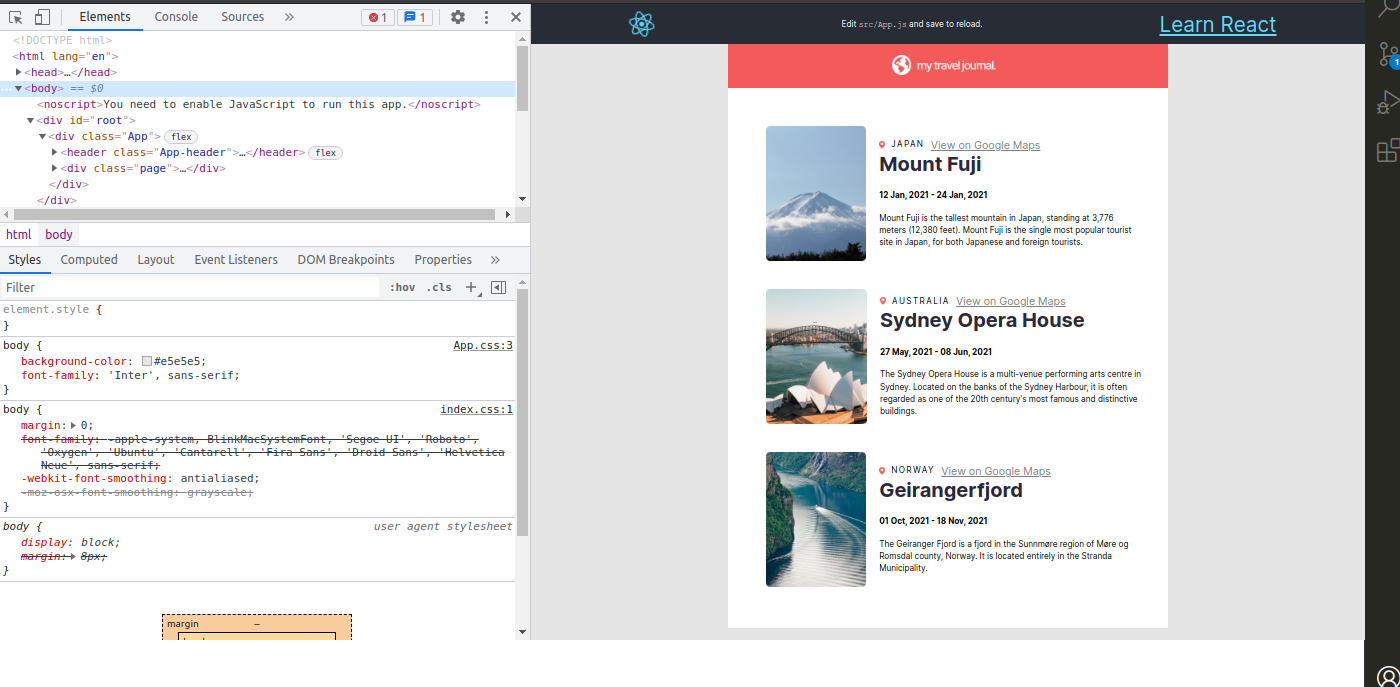 Elements Console Sources » 1 1
<!DOCTYPE html>
<html lang="en">
<head>…</head>
<body> == $0
<noscript>You need to enable JavaScript to run this app.</noscript>
<div id="root">
<div class="App"> flex
<header class="App-header">…</header> flex
<div class="page">…</div>
</div>
</div>
html body
Styles Computed Layout Event Listeners DOM Breakpoints Properties »
Filter :hov .cls +
element.style {
}
body { App.css:3
background-color: #e5e5e5;
font-family: 'Inter', sans-serif;
}
body { index.css:1
margin: 0;
font-family: -apple-system, BlinkMacSystemFont, 'Segoe UI', 'Roboto',
'Oxygen', 'Ubuntu', 'Cantarell', 'Fira Sans', 'Droid Sans', 'Helvetica
Neue', sans-serif;
-webkit-font-smoothing: antialiased;
-moz-osx-font-smoothing: grayscale;
}
body { user agent stylesheet
display: block;
margin: 8px;
}
margin –
Edit src/App.js and save to reload.
Learn React
my travel journal.
JAPAN View on Google Maps
Mount Fuji
12 Jan, 2021 - 24 Jan, 2021
Mount Fuji is the tallest mountain in Japan, standing at 3,776
meters (12,380 feet). Mount Fuji is the single most popular tourist
site in Japan, for both Japanese and foreign tourists.
AUSTRALIA View on Google Maps
Sydney Opera House
27 May, 2021 - 08 Jun, 2021
The Sydney Opera House is a multi-venue performing arts centre in
Sydney. Located on the banks of the Sydney Harbour, it is often
regarded as one of the 20th century's most famous and distinctive
buildings.
NORWAY View on Google Maps
Geirangerfjord
01 Oct, 2021 - 18 Nov, 2021
The Geiranger Fjord is a fjord in the Sunnmøre region of Møre og
Romsdal county, Norway. It is located entirely in the Stranda
Municipality.
1